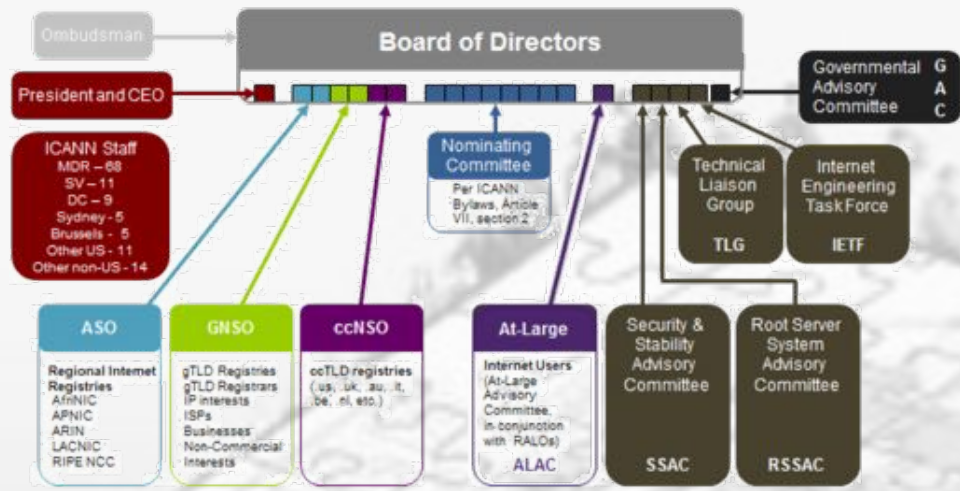 Ombudsman
Board of Directors
President and CEO
Governmental G
Advisory A
Committee C
ICANN Staff
MDR – 68
SV – 11
DC – 9
Sydney - 5
Brussels - 5
Other US - 11
Other non-US - 14
Nominating
Committee
Per ICANN
Bylaws, Article
VII, section 2
Technical
Liaison
Group
TLG
Internet
Engineering
Task Force
IETF
ASO
Regional Internet
Registries
AfriNIC
APNIC
ARIN
LACNIC
RIPE NCC
GNSO
gTLD Registries
gTLD Registrars
IP interests
ISPs
Businesses
Non-Commercial
Interests
ccNSO
ccTLD registries
(.us, .uk, .au, .it,
.be, .nl, etc.)
At-Large
Internet Users
(At-Large
Advisory
Committee,
in conjunction
with RALOs)
ALAC
Security &
Stability
Advisory
Committee
SSAC
Root Server
System
Advisory
Committee
RSSAC